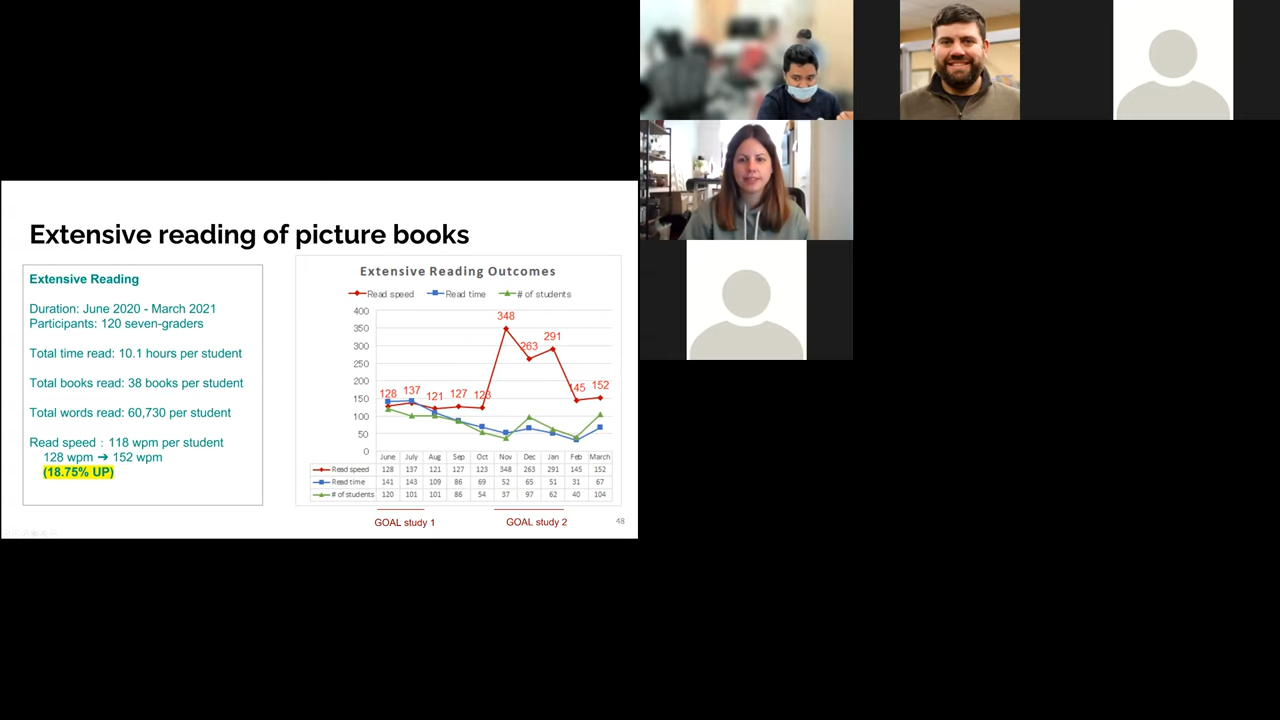 Extensive reading of picture books
Extensive Reading
Duration: June 2020 - March 2021
Participants: 120 seven-graders
Total time read: 10.1 hours per student
Total books read: 38 books per student
Total words read: 60,730 per student
Read speed : 118 wpm per student
128 wpm ➔ 152 wpm
(18.75% UP)
Extensive Reading Outcomes
Read speed Read time # of students
400
350
300
250
200
150
100
50
0
128 137 121 127 123 348 263 291 145 152
June July Aug Sep Oct Nov Dec Jan Feb March
Read speed 128 137 121 127 123 348 263 291 145 152
Read time 141 143 109 86 69 52 65 51 31 67
# of students 120 101 101 86 54 37 97 62 40 104
GOAL study 1 GOAL study 2
48